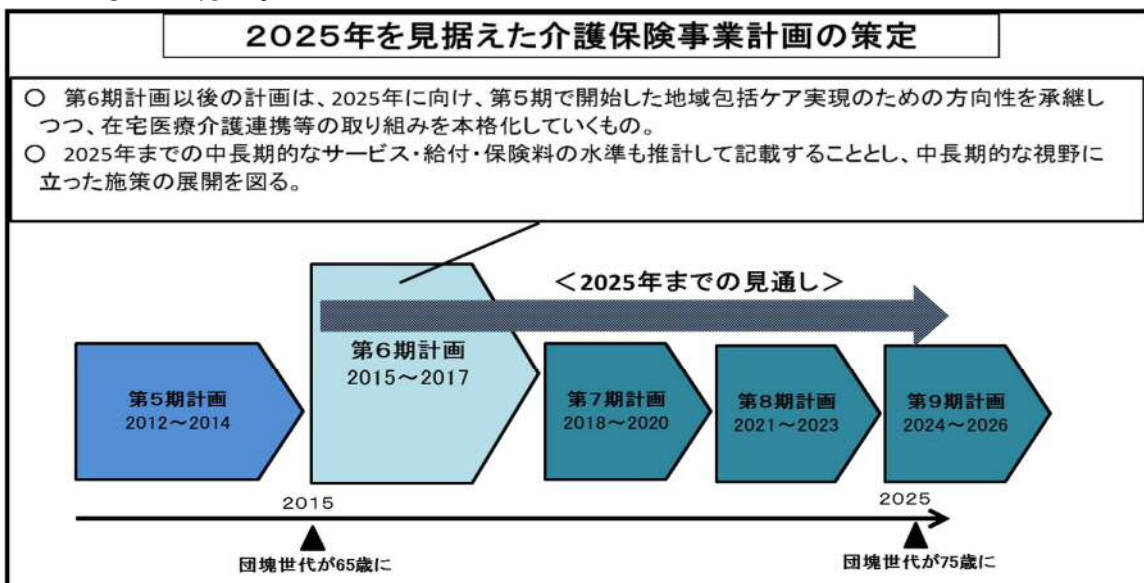 2025年を見据えた介護保険事業計画の策定
○ 第6期計画以後の計画は、2025年に向け、第5期で開始した地域包括ケア実現のための方向性を承継し
つつ、在宅医療介護連携等の取り組みを本格化していくもの。
○ 2025年までの中長期的なサービス・給付・保険料の水準も推計して記載することとし、中長期的な視野に
立った施策の展開を図る。
＜2025年までの見通し＞
第5期計画
2012～2014
第6期計画
2015～2017
第7期計画
2018～2020
第8期計画
2021～2023
第9期計画
2024～2026
2015
2025
団塊世代が65歳に
団塊世代が75歳に